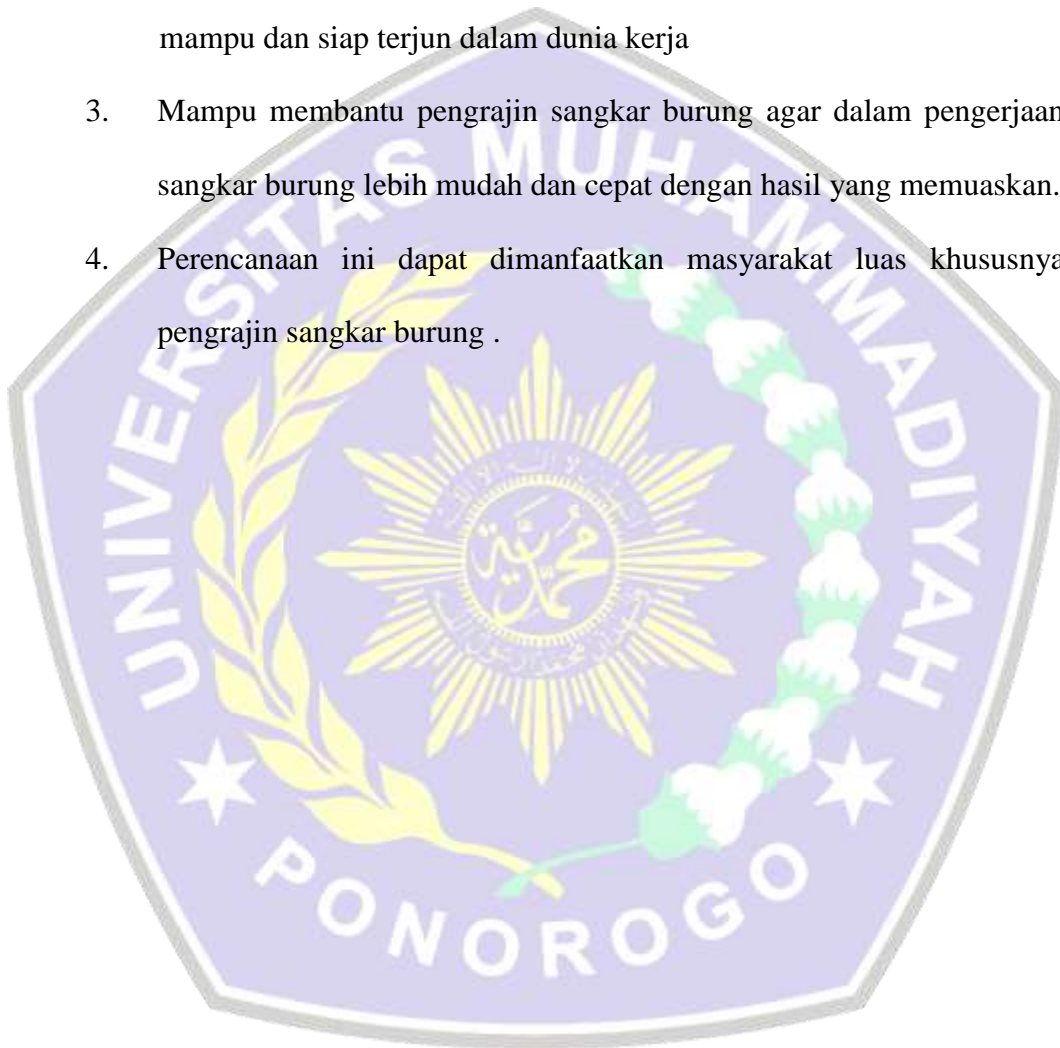 mampu dan siap terjun dalam dunia kerja
3. Mampu membantu pengrajin sangkar burung agar dalam pengerjaan
sangkar burung lebih mudah dan cepat dengan hasil yang memuaskan.
4. Perencanaan ini dapat dimanfaatkan masyarakat luas khususnya
pengrajin sangkar burung .
UNIVERSITAS MUHAMMADIYAH
PONOROGO
محمدية